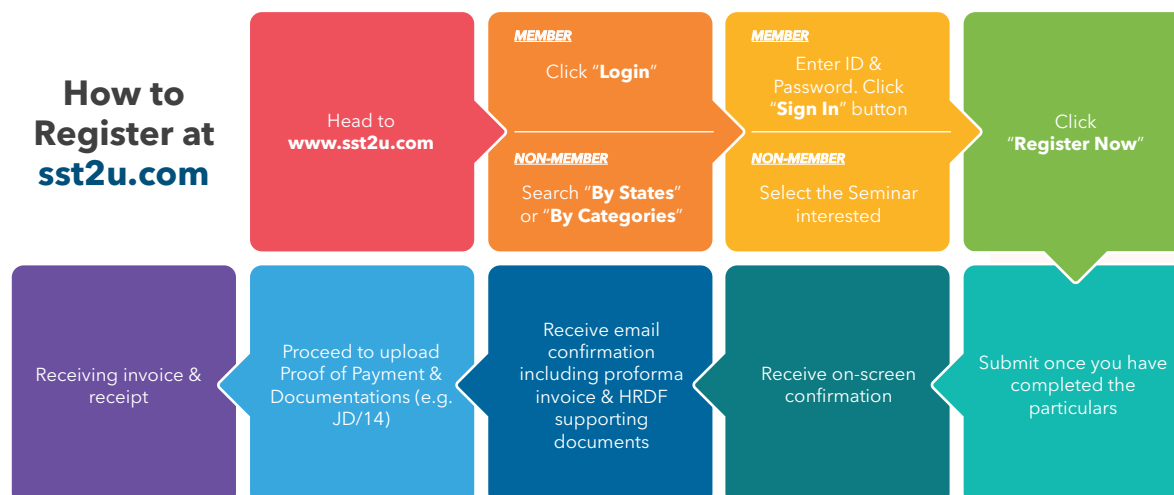 How to
Register at
sst2u.com
Head to
www.sst2u.com
MEMBER
Click “Login”
NON-MEMBER
Search “By States”
or “By Categories”
MEMBER
Enter ID &
Password. Click
“Sign In” button
NON-MEMBER
Select the Seminar
interested
Click
“Register Now”
Submit once you have
completed the
particulars
Receive on-screen
confirmation
Receive email
confirmation
including proforma
invoice & HRDF
supporting
documents
Proceed to upload
Proof of Payment &
Documentations (e.g.
JD/14)
Receiving invoice &
receipt